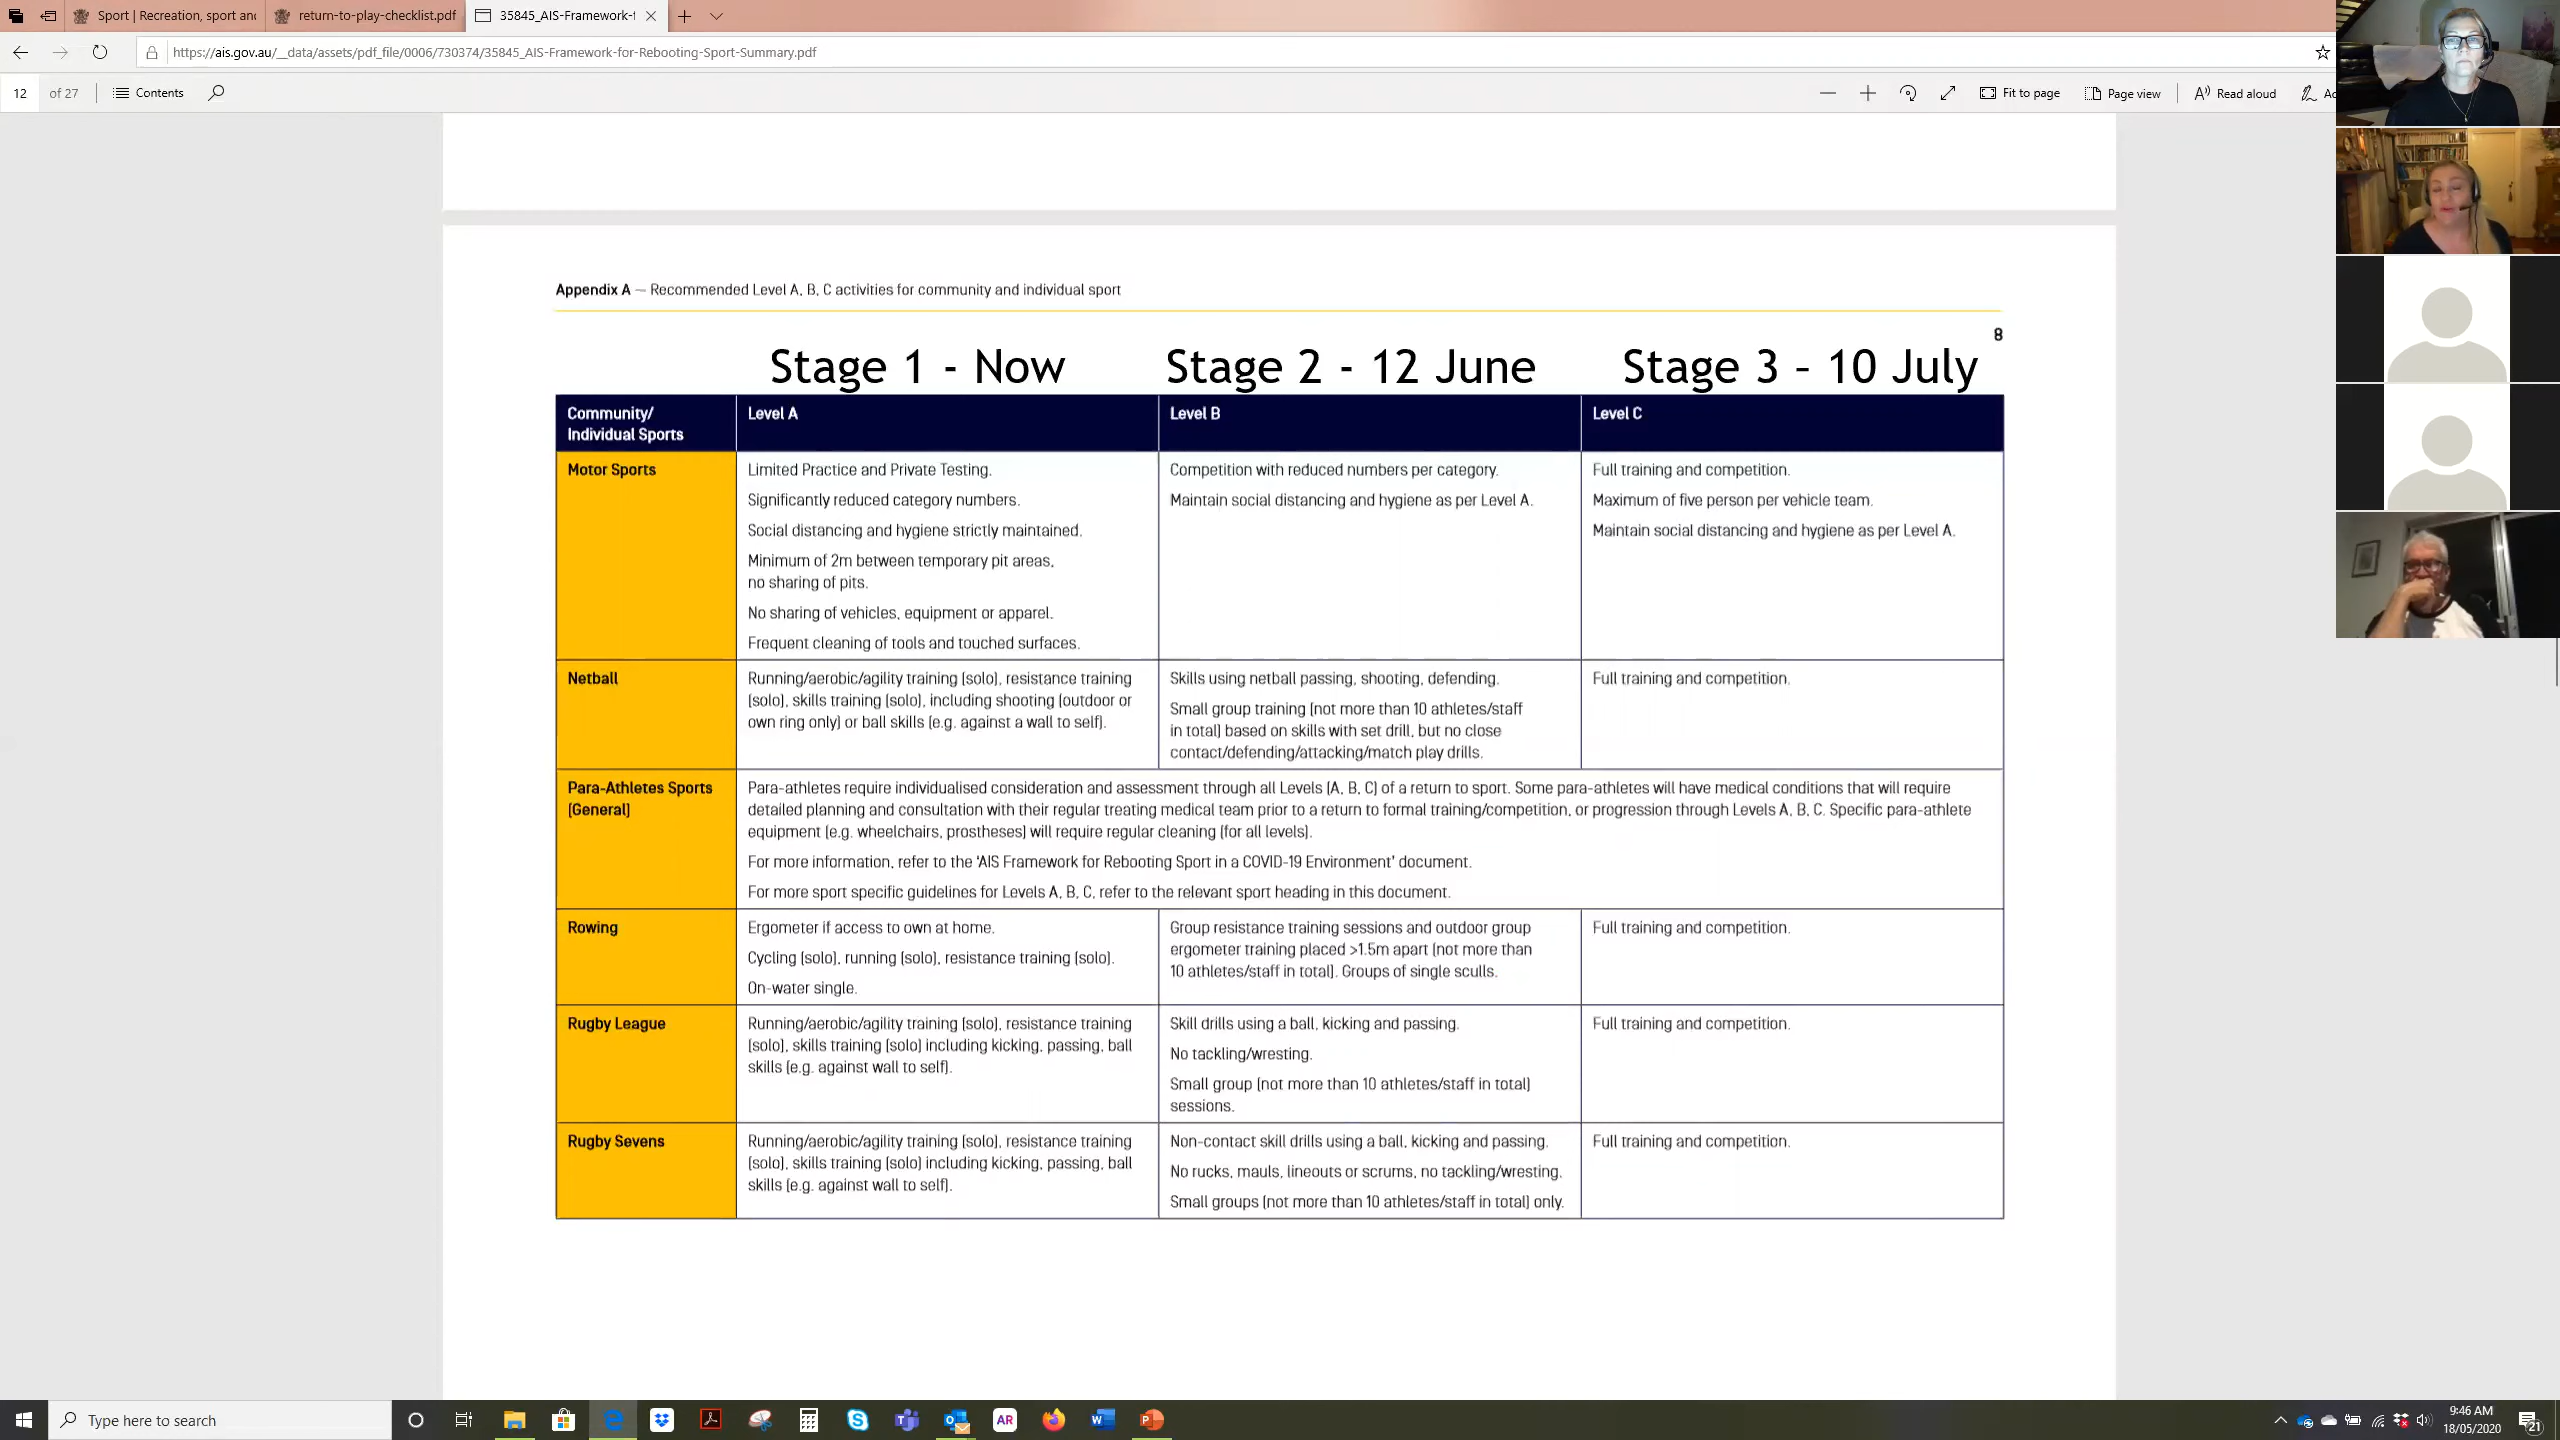 Sport | Recreation, sport and
return-to-play-checklist.pdf
35845_AIS-Framework-f
https://ais.gov.au/__data/assets/pdf_file/0006/730374/35845_AIS-Framework-for-Rebooting-Sport-Summary.pdf
12 of 27
Contents
Fit to page
Page view
Read aloud
Appendix A — Recommended Level A, B, C activities for community and individual sport
8
Stage 1 - Now
Stage 2 - 12 June
Stage 3 – 10 July
Community/
Individual Sports
Level A
Level B
Level C
Motor Sports
Limited Practice and Private Testing.
Significantly reduced category numbers.
Social distancing and hygiene strictly maintained.
Minimum of 2m between temporary pit areas,
no sharing of pits.
No sharing of vehicles, equipment or apparel.
Frequent cleaning of tools and touched surfaces.
Competition with reduced numbers per category.
Maintain social distancing and hygiene as per Level A.
Full training and competition.
Maximum of five person per vehicle team.
Maintain social distancing and hygiene as per Level A.
Netball
Running/aerobic/agility training (solo), resistance training
(solo), skills training (solo), including shooting (outdoor or
own ring only) or ball skills (e.g. against a wall to self).
Skills using netball passing, shooting, defending.
Small group training (not more than 10 athletes/staff
in total) based on skills with set drill, but no close
contact/defending/attacking/match play drills.
Full training and competition.
Para-Athletes Sports
(General)
Para-athletes require individualised consideration and assessment through all Levels (A, B, C) of a return to sport. Some para-athletes will have medical conditions that will require
detailed planning and consultation with their regular treating medical team prior to a return to formal training/competition, or progression through Levels A, B, C. Specific para-athlete
equipment (e.g. wheelchairs, prostheses) will require regular cleaning (for all levels).
For more information, refer to the 'AIS Framework for Rebooting Sport in a COVID-19 Environment' document.
For more sport specific guidelines for Levels A, B, C, refer to the relevant sport heading in this document.
Rowing
Ergometer if access to own at home.
Cycling (solo), running (solo), resistance training (solo).
On-water single.
Group resistance training sessions and outdoor group
ergometer training placed >1.5m apart (not more than
10 athletes/staff in total). Groups of single sculls.
Full training and competition.
Rugby League
Running/aerobic/agility training (solo), resistance training
(solo), skills training (solo) including kicking, passing, ball
skills (e.g. against wall to self).
Skill drills using a ball, kicking and passing.
No tackling/wresting.
Small group (not more than 10 athletes/staff in total)
sessions.
Full training and competition.
Rugby Sevens
Running/aerobic/agility training (solo), resistance training
(solo), skills training (solo) including kicking, passing, ball
skills (e.g. against wall to self).
Non-contact skill drills using a ball, kicking and passing.
No rucks, mauls, lineouts or scrums, no tackling/wresting.
Small groups (not more than 10 athletes/staff in total) only.
Full training and competition.
Type here to search
AR
9:46 AM
18/05/2020
21